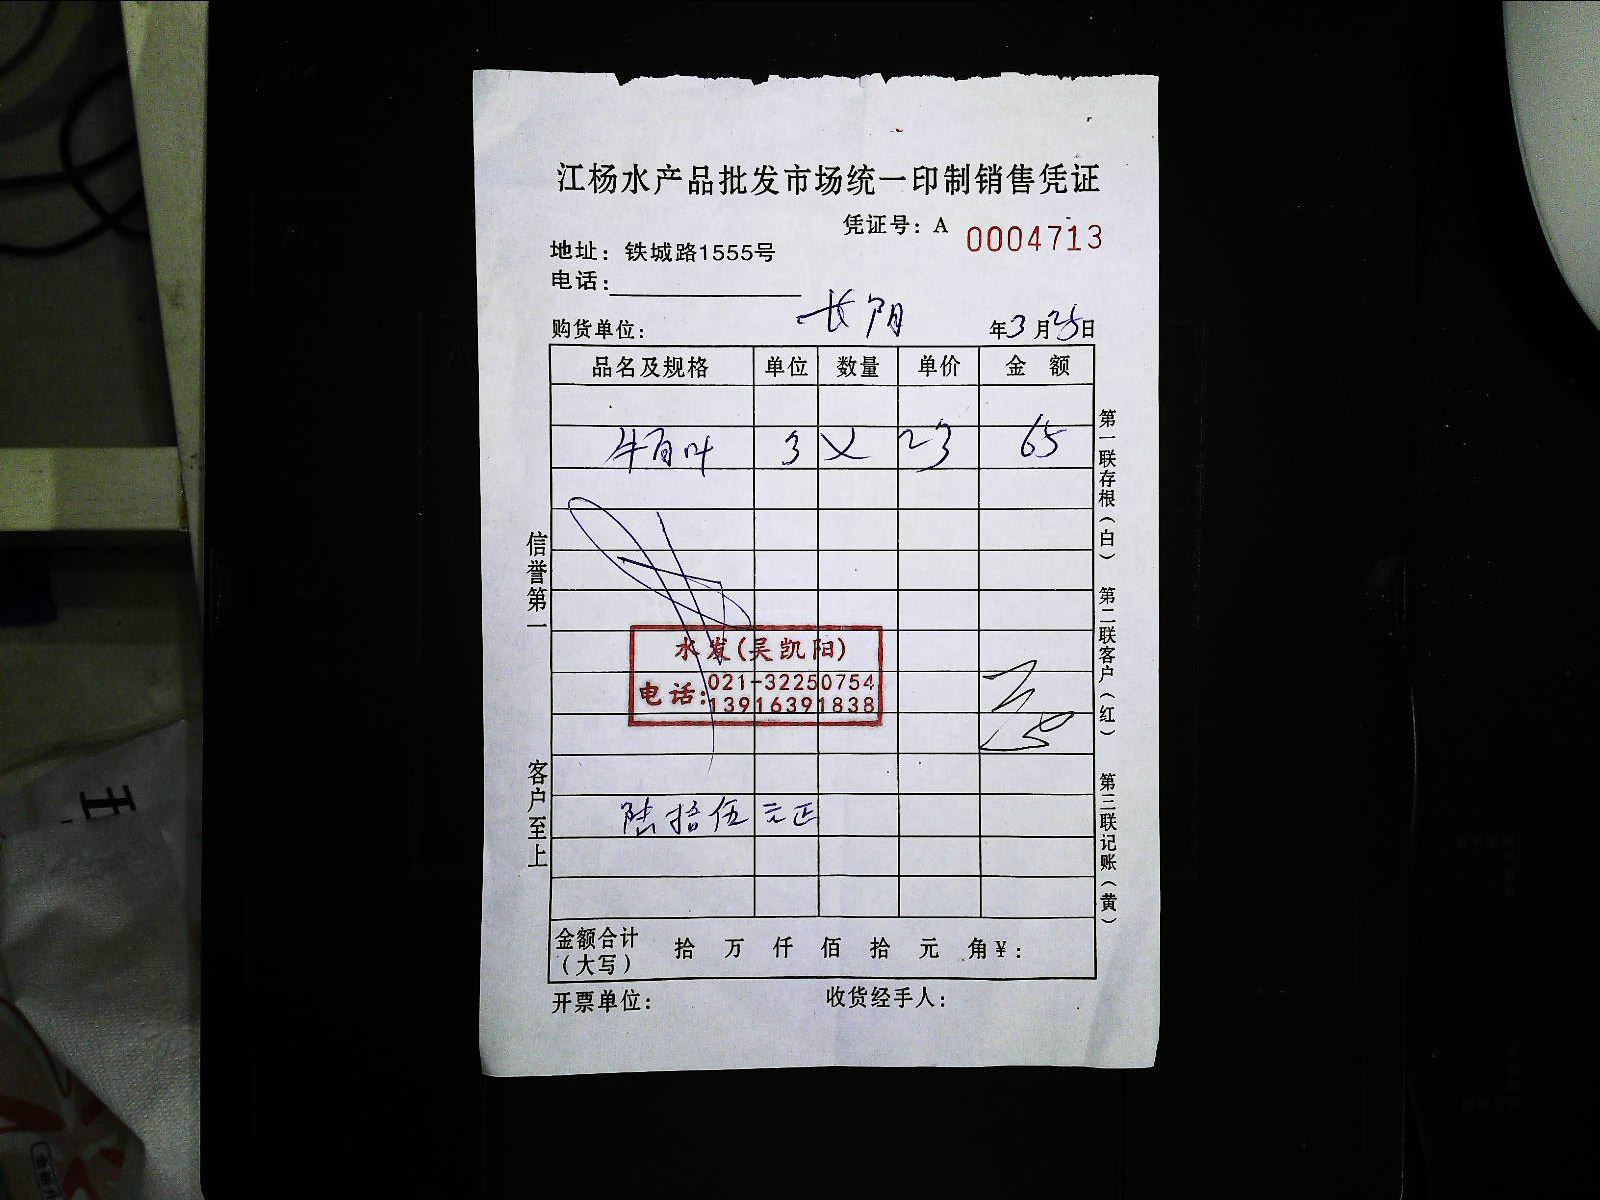 江杨水产品批发市场统一印制销售凭证
凭证号：A 0004713
地址：铁城路1555号
电话：
购货单位： 长阴 年3月25日
品名及规格 单位 数量 单价 金额
牛百叶 3 × 23 65
水发(吴凯阳)
电话：021-32250754
13916391838
陆拾伍元正
金额合计（大写） 拾 万 仟 佰 拾 元 角¥：
开票单位： 收货经手人：
信誉第一
客户至上
第一联存根（白）
第二联客户（红）
第三联记账（黄）